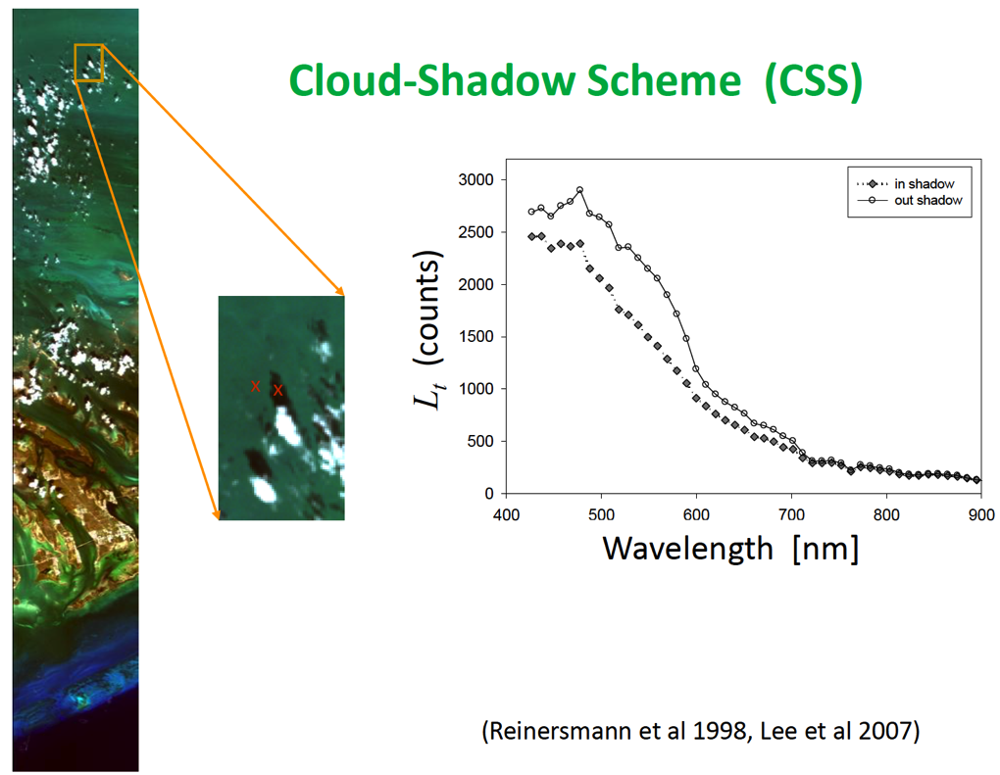 Cloud-Shadow Scheme (CSS)
3000
2500
2000
1500
1000
500
0
L_t (counts)
in shadow
out shadow
400 500 600 700 800 900
Wavelength [nm]
x x
(Reinersmann et al 1998, Lee et al 2007)